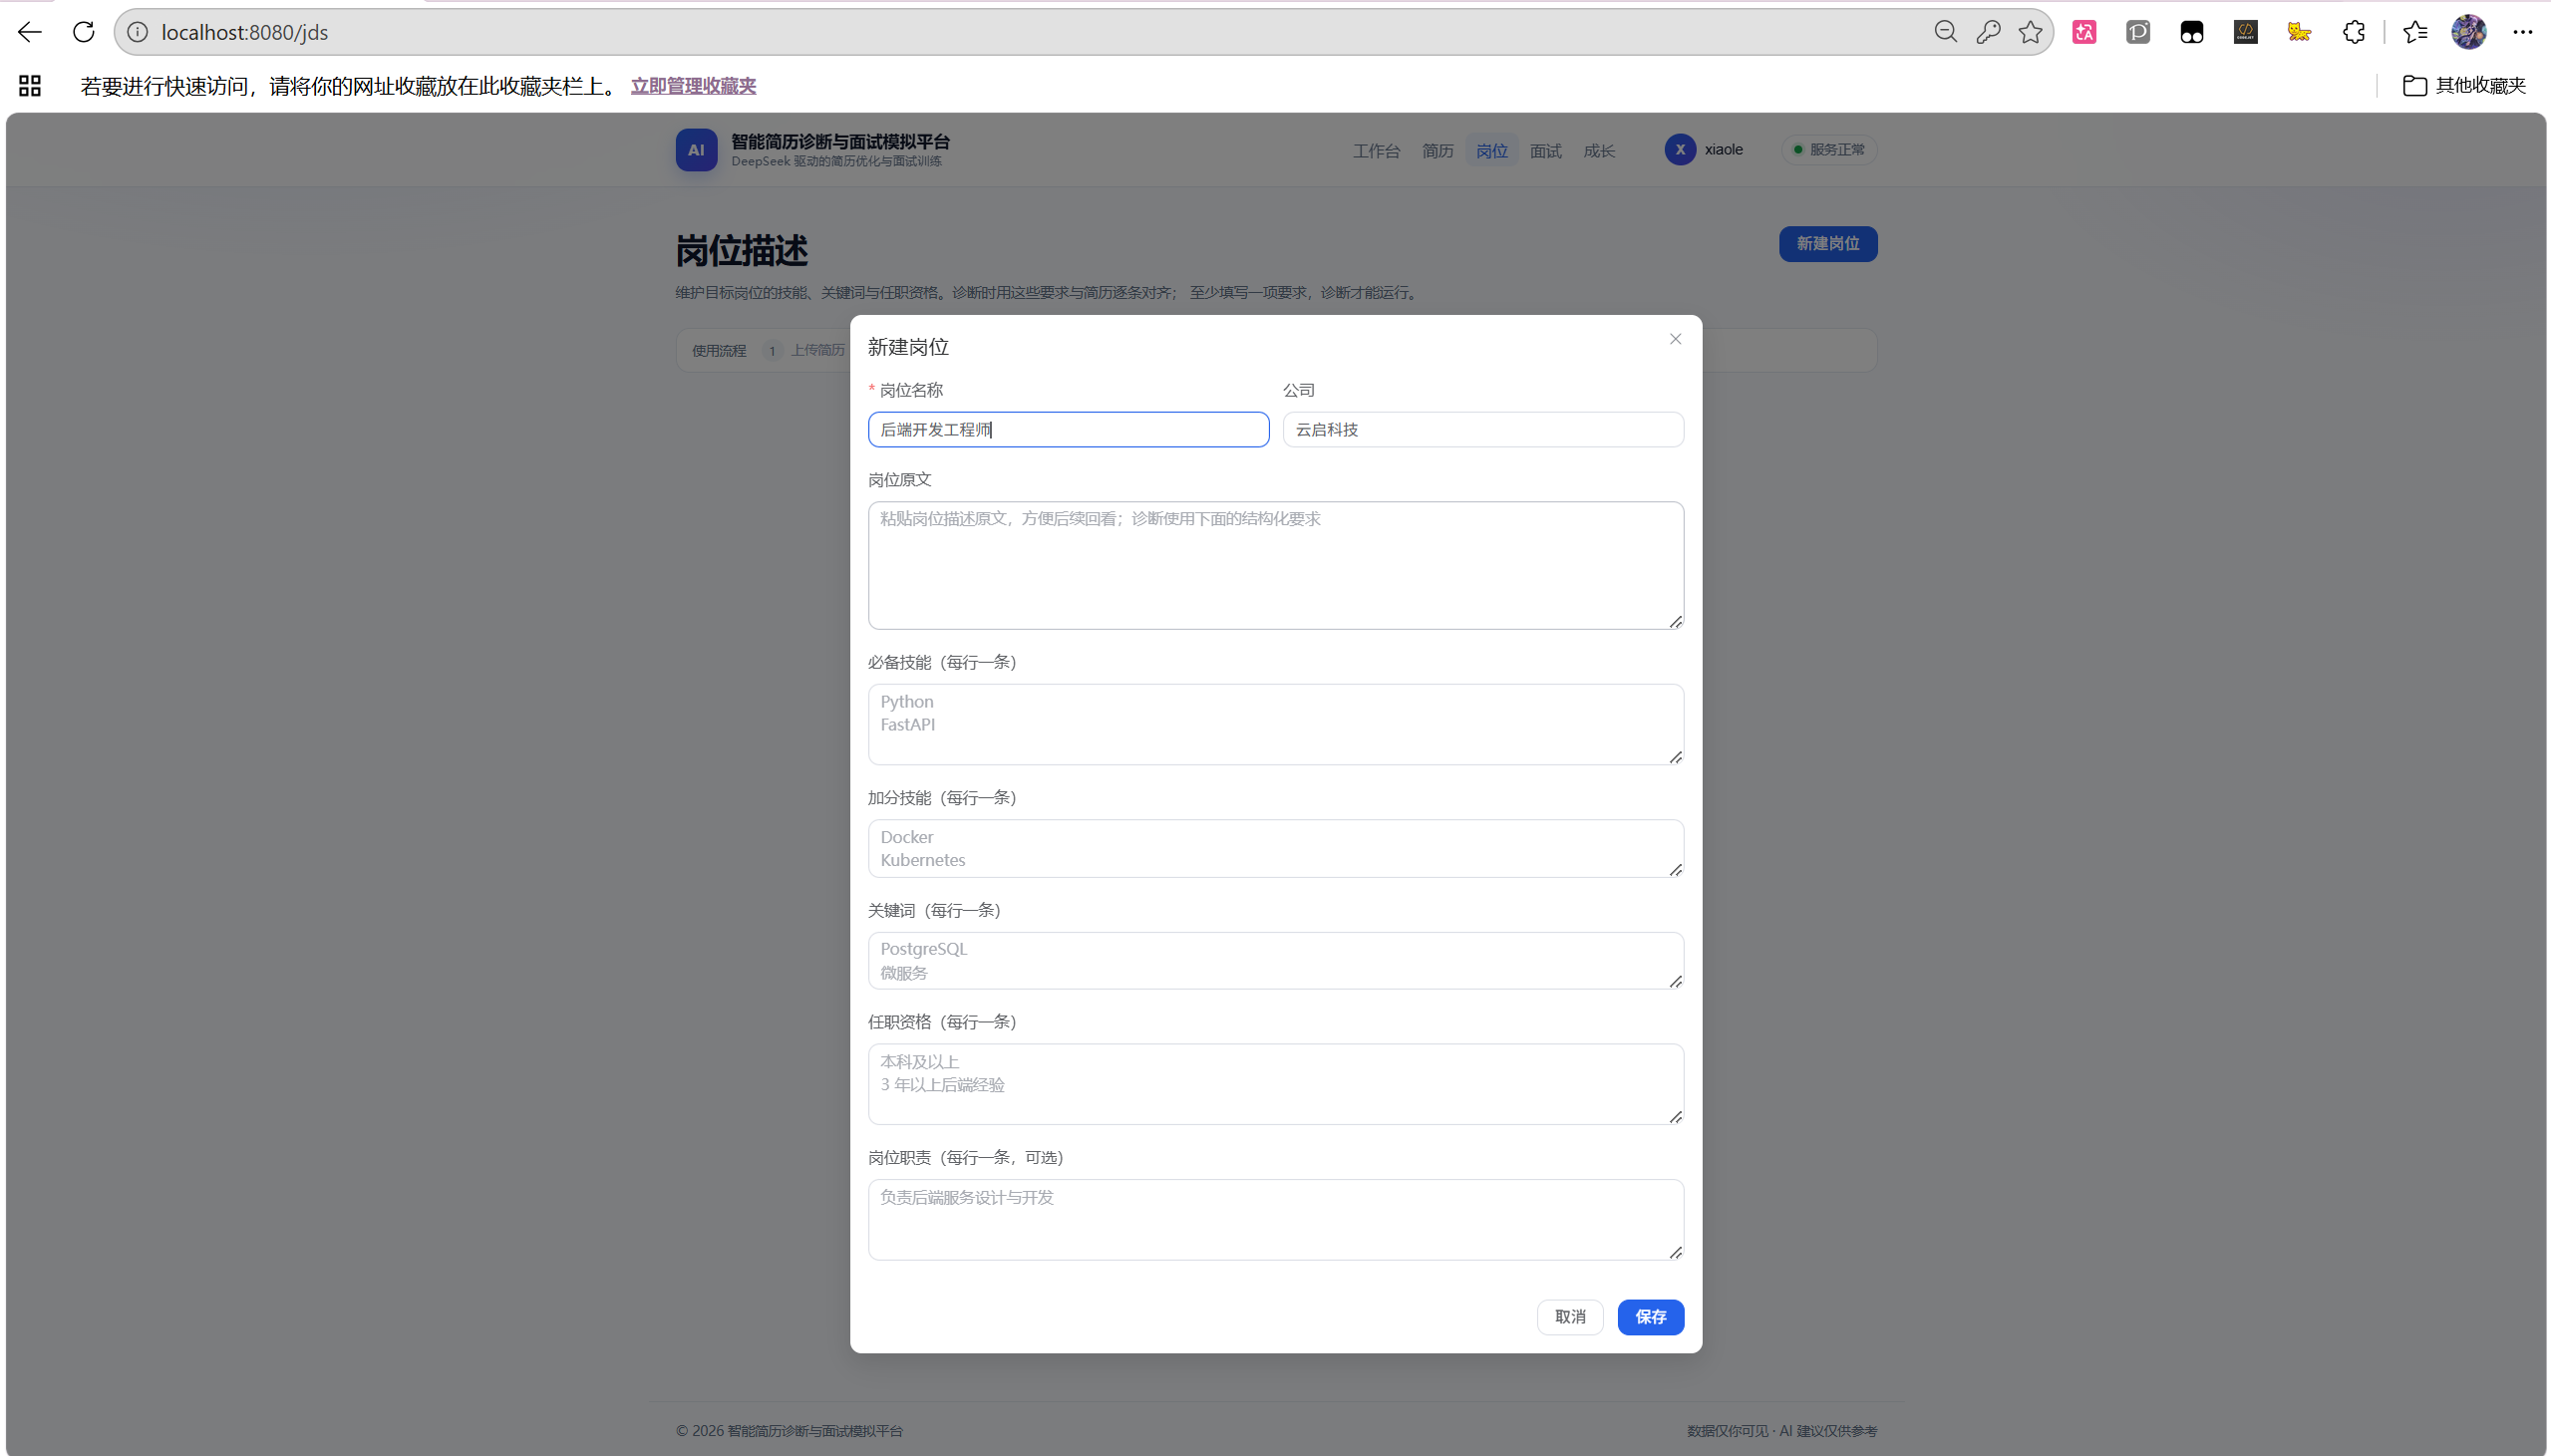 localhost:8080/jds
若要进行快速访问，请将你的网址收藏放在此收藏夹栏上。 立即管理收藏夹
其他收藏夹
AI
智能简历诊断与面试模拟平台
DeepSeek 驱动的简历优化与面试训练
工作台 简历 岗位 面试 成长
X xiaole
服务正常
岗位描述
新建岗位
维护目标岗位的技能、关键词与任职资格。诊断时用这些要求与简历逐条对齐； 至少填写一项要求，诊断才能运行。
使用流程 1 上传简历
新建岗位
* 岗位名称
公司
后端开发工程师
云启科技
岗位原文
粘贴岗位描述原文，方便后续回看；诊断使用下面的结构化要求
必备技能（每行一条）
Python
FastAPI
加分技能（每行一条）
Docker
Kubernetes
关键词（每行一条）
PostgreSQL
微服务
任职资格（每行一条）
本科及以上
3 年以上后端经验
岗位职责（每行一条，可选）
负责后端服务设计与开发
取消
保存
© 2026 智能简历诊断与面试模拟平台
数据仅你可见 · AI 建议仅供参考